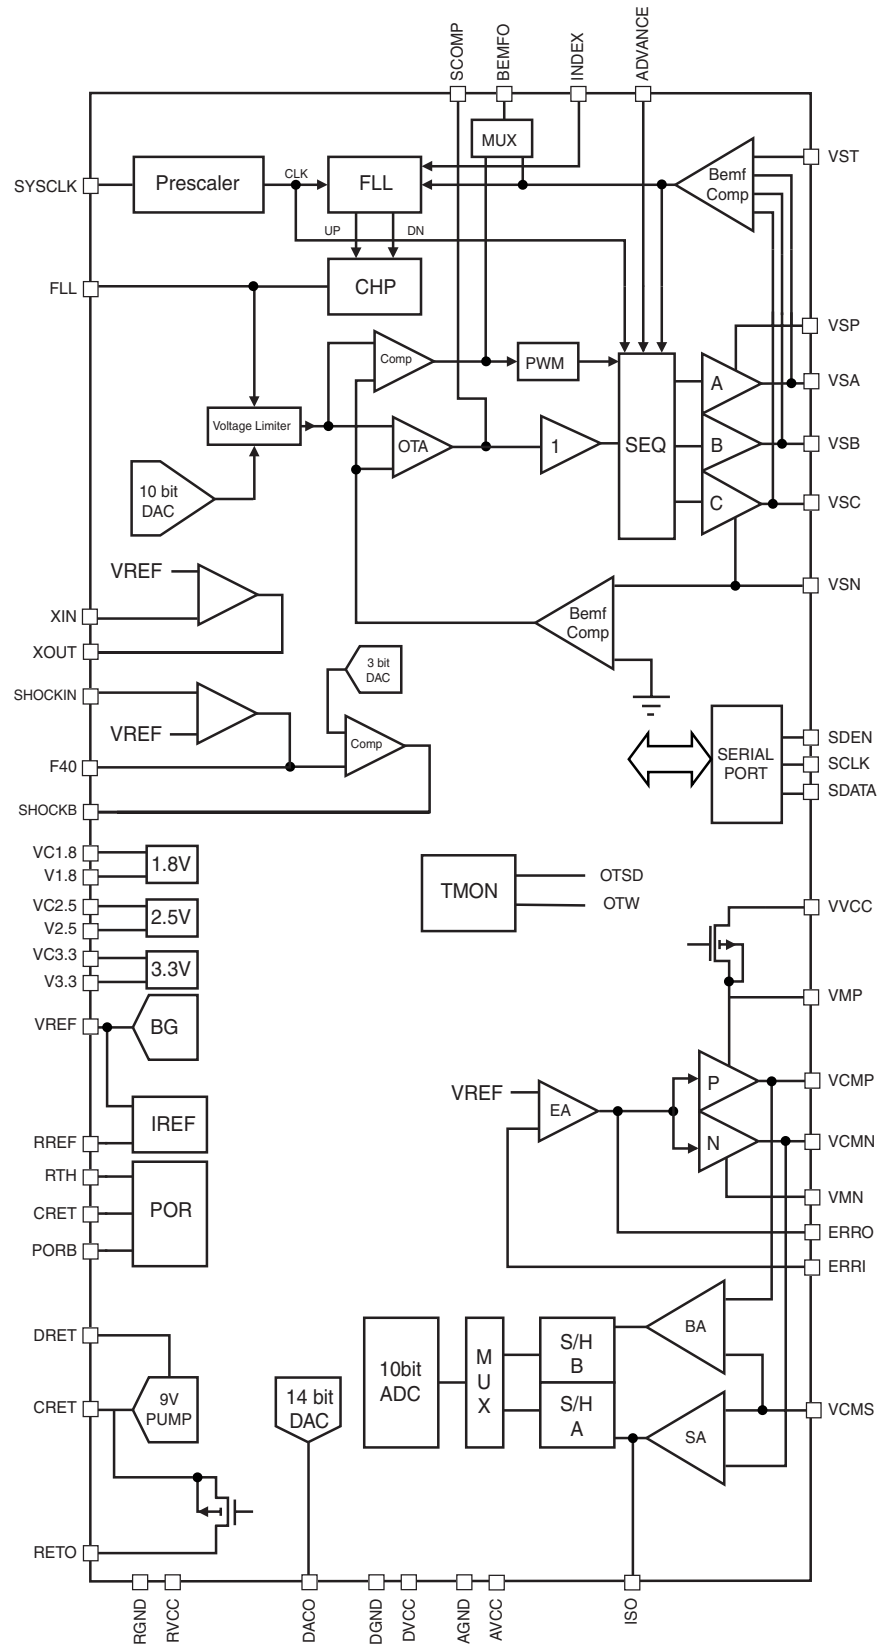 SCOMP
BEMFO
INDEX
ADVANCE
MUX
SYSCLK
Prescaler
CLK
FLL
Bemf
Comp
VST
UP
DN
FLL
CHP
VSP
Comp
PWM
A
VSA
Voltage Limiter
OTA
1
SEQ
B
VSB
10 bit
DAC
C
VSC
VREF
XIN
XOUT
Bemf
Comp
VSN
3 bit
DAC
SHOCKIN
VREF
Comp
F40
SHOCKB
SERIAL
PORT
SDEN
SCLK
SDATA
VC1.8
V1.8
1.8V
VC2.5
V2.5
2.5V
VC3.3
V3.3
3.3V
TMON
OTSD
OTW
VVCC
VREF
BG
VMP
VREF
EA
P
VCMP
IREF
RREF
N
VCMN
RTH
CRET
PORB
POR
VMN
ERRO
ERRI
DRET
CRET
9V
PUMP
14 bit
DAC
10bit
ADC
M
U
X
S/H
B
S/H
A
BA
SA
VCMS
RETO
RGND
RVCC
DACO
DGND
DVCC
AGND
AVCC
ISO